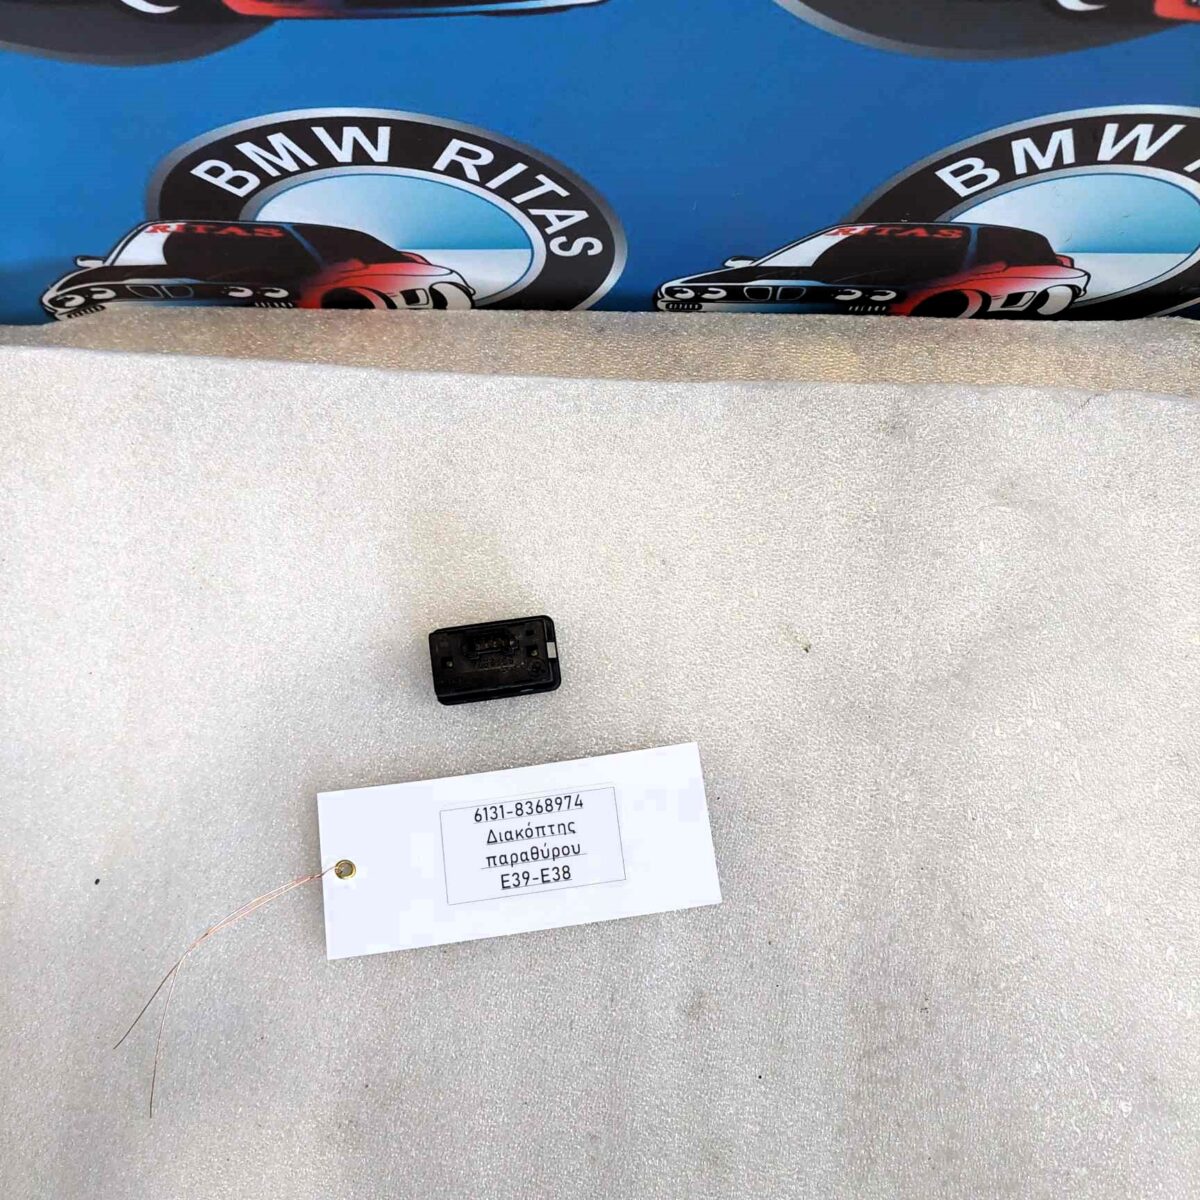 BMW RITAS
RITAS
BMW R
RITAS
6131-8368974
Διακόπτης
παραθύρου
E39-E38